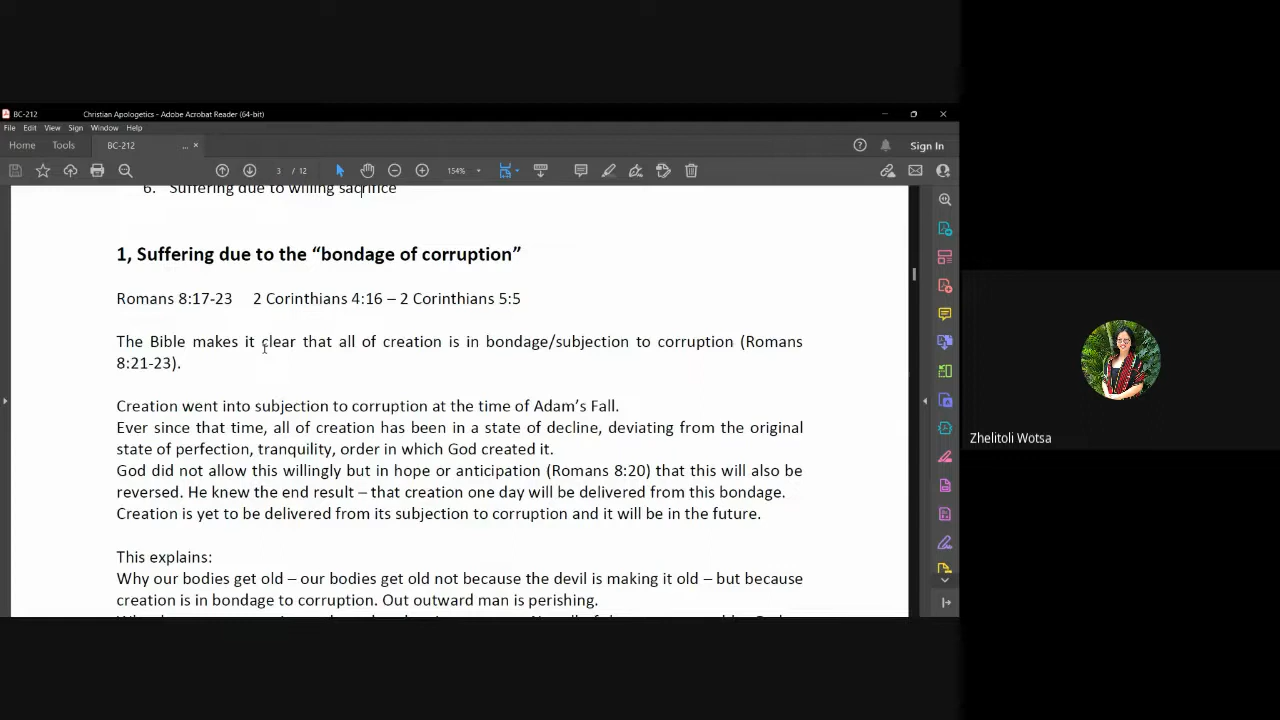 BC-212 Christian Apologetics - Adobe Acrobat Reader (64-bit)
File Edit View Sign Window Help
Home Tools BC-212 ... × Sign In
3 / 12 154%
6. Suffering due to willing sacrifice
1, Suffering due to the “bondage of corruption”
Romans 8:17-23 2 Corinthians 4:16 – 2 Corinthians 5:5
The Bible makes it clear that all of creation is in bondage/subjection to corruption (Romans
8:21-23).
Creation went into subjection to corruption at the time of Adam’s Fall.
Ever since that time, all of creation has been in a state of decline, deviating from the original
state of perfection, tranquility, order in which God created it.
God did not allow this willingly but in hope or anticipation (Romans 8:20) that this will also be
reversed. He knew the end result – that creation one day will be delivered from this bondage.
Creation is yet to be delivered from its subjection to corruption and it will be in the future.
This explains:
Why our bodies get old – our bodies get old not because the devil is making it old – but because
creation is in bondage to corruption. Out outward man is perishing.
Zhelitoli Wotsa